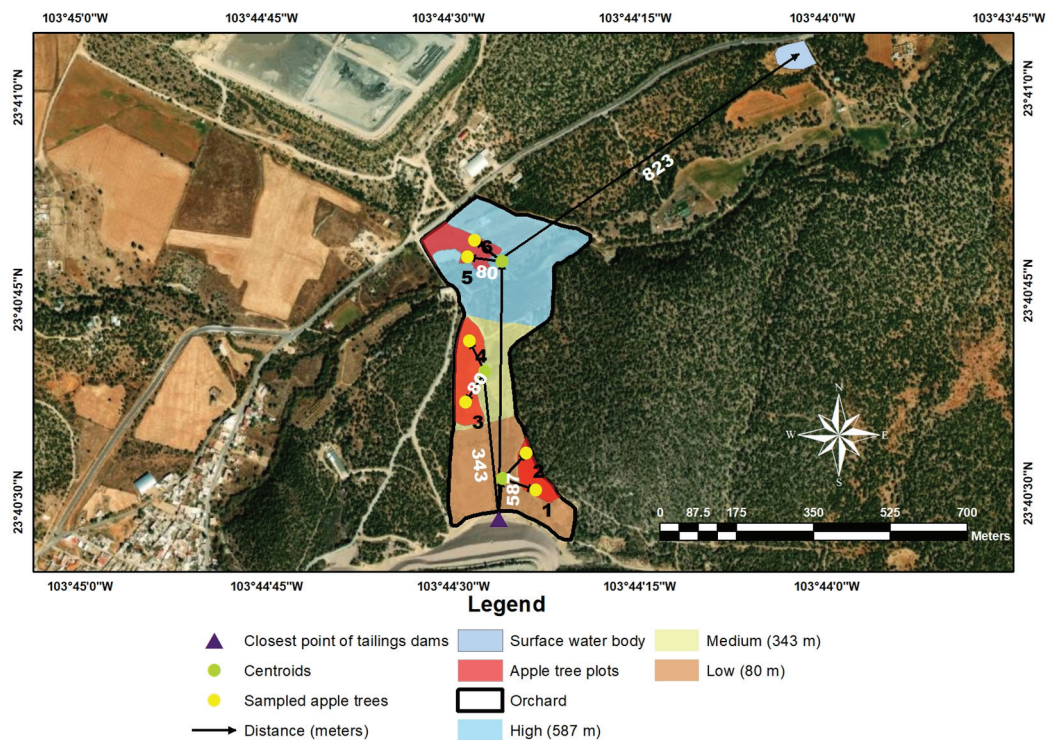 103°45'0"W 103°44'45"W 103°44'30"W 103°44'15"W 103°44'0"W 103°43'45"W
23°41'0"N 23°41'0"N
823
6
5 80
23°40'45"N 23°40'45"N
4
80
3
343
2
587
1
23°40'30"N 23°40'30"N
N
W E
S
0 87.5 175 350 525 700
Meters
103°45'0"W 103°44'45"W 103°44'30"W 103°44'15"W 103°44'0"W
Legend
Closest point of tailings dams
Centroids
Sampled apple trees
Distance (meters)
Surface water body
Apple tree plots
Orchard
High (587 m)
Medium (343 m)
Low (80 m)